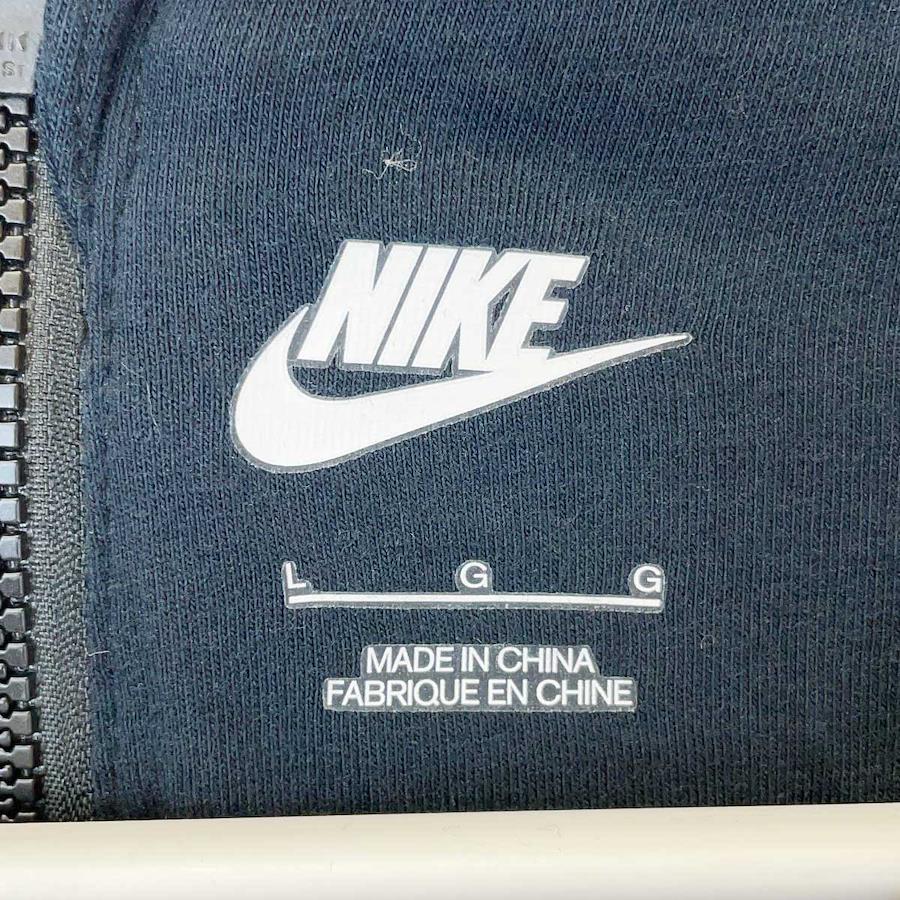 NIKE
L G G
MADE IN CHINA
FABRIQUE EN CHINE